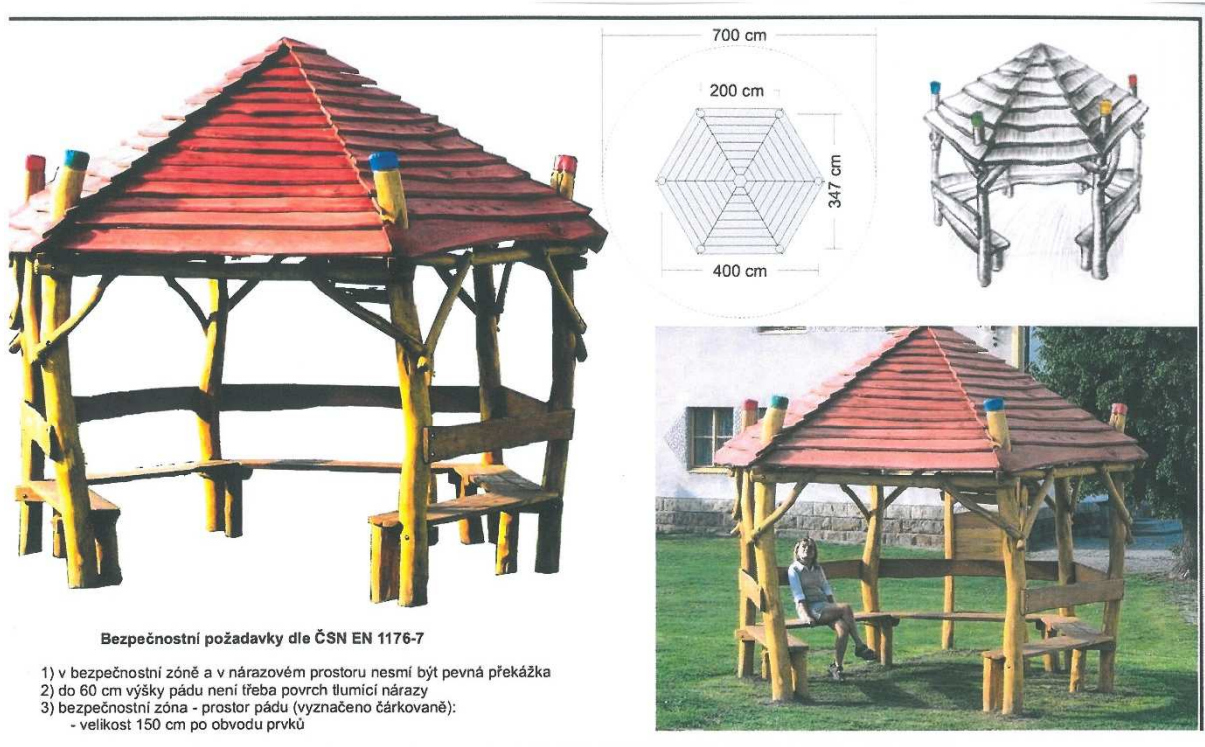 700 cm
200 cm
347 cm
400 cm
Bezpečnostní požadavky dle ČSN EN 1176-7
1) v bezpečnostní zóně a v nárazovém prostoru nesmí být pevná překážka
2) do 60 cm výšky pádu není třeba povrch tlumící nárazy
3) bezpečnostní zóna - prostor pádu (vyznačeno čárkovaně):
- velikost 150 cm po obvodu prvků